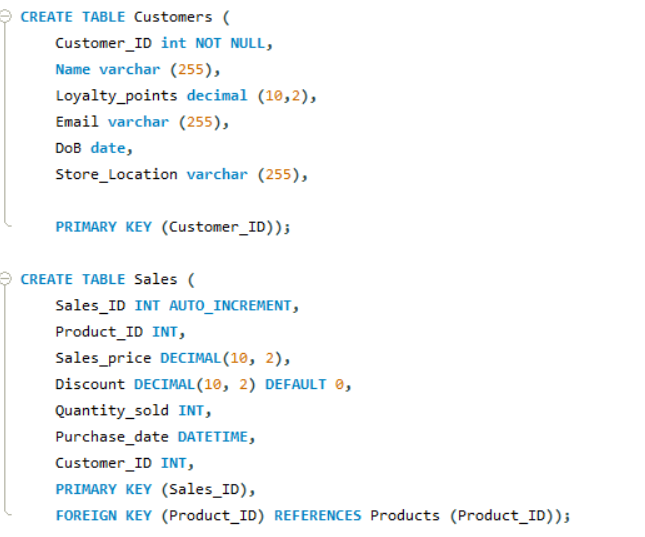 CREATE TABLE Customers (
Customer_ID int NOT NULL,
Name varchar (255),
Loyalty_points decimal (10,2),
Email varchar (255),
DoB date,
Store_Location varchar (255),
PRIMARY KEY (Customer_ID));
CREATE TABLE Sales (
Sales_ID INT AUTO_INCREMENT,
Product_ID INT,
Sales_price DECIMAL(10, 2),
Discount DECIMAL(10, 2) DEFAULT 0,
Quantity_sold INT,
Purchase_date DATETIME,
Customer_ID INT,
PRIMARY KEY (Sales_ID),
FOREIGN KEY (Product_ID) REFERENCES Products (Product_ID));